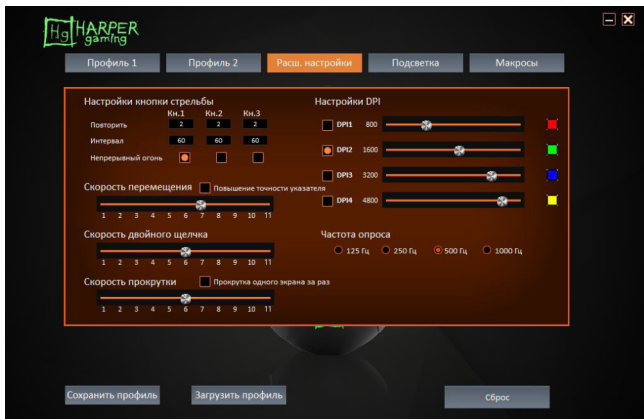 Hg HARPER
gaming
Профиль 1 Профиль 2 Расш. настройки Подсветка Макросы
Настройки кнопки стрельбы
Кн.1 Кн.2 Кн.3
Повторить 2 2 2
Интервал 60 60 60
Непрерывный огонь
Скорость перемещения Повышение точности указателя
1 2 3 4 5 6 7 8 9 10 11
Скорость двойного щелчка
1 2 3 4 5 6 7 8 9 10 11
Скорость прокрутки Прокрутка одного экрана за раз
1 2 3 4 5 6 7 8 9 10 11
Настройки DPI
DPI1 800
DPI2 1600
DPI3 3200
DPI4 4800
Частота опроса
125 Гц 250 Гц 500 Гц 1000 Гц
Сохранить профиль Загрузить профиль Сброс